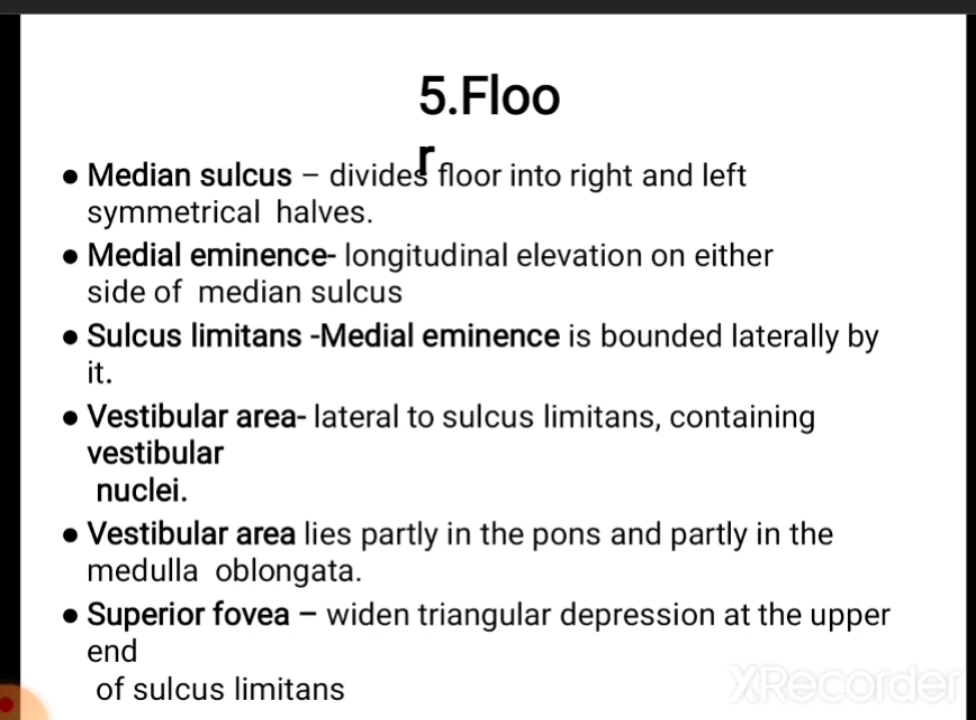 5.Floo
r
● Median sulcus – divides floor into right and left
symmetrical halves.
● Medial eminence- longitudinal elevation on either
side of median sulcus
● Sulcus limitans -Medial eminence is bounded laterally by
it.
● Vestibular area- lateral to sulcus limitans, containing
vestibular
nuclei.
● Vestibular area lies partly in the pons and partly in the
medulla oblongata.
● Superior fovea – widen triangular depression at the upper
end
of sulcus limitans
XRecorder